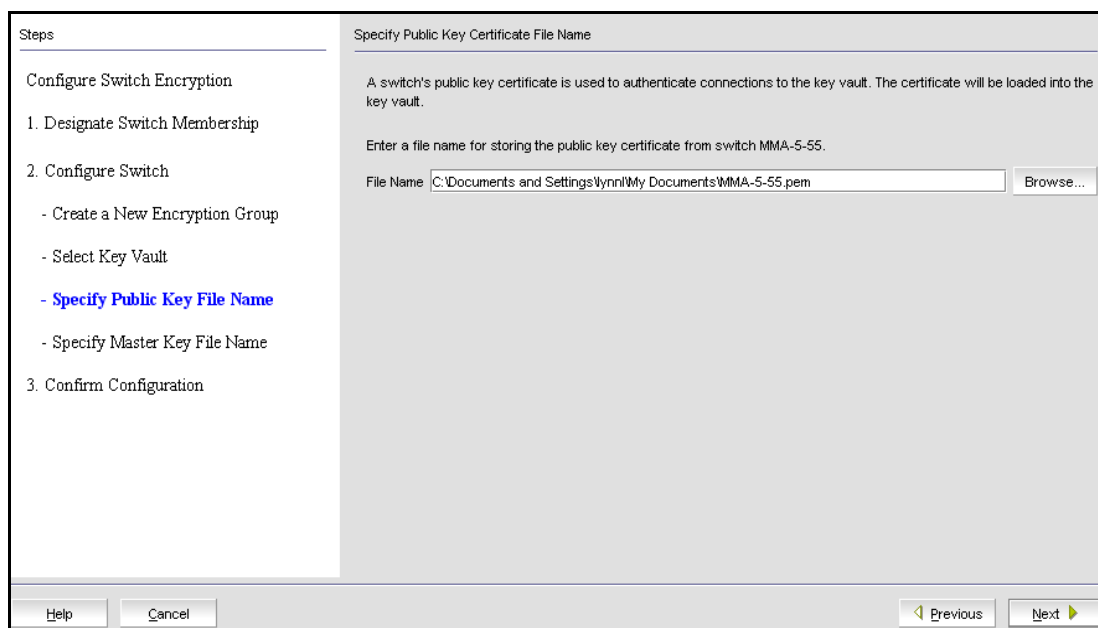 Steps
Configure Switch Encryption
1. Designate Switch Membership
2. Configure Switch
- Create a New Encryption Group
- Select Key Vault
- Specify Public Key File Name
- Specify Master Key File Name
3. Confirm Configuration
Specify Public Key Certificate File Name
A switch's public key certificate is used to authenticate connections to the key vault. The certificate will be loaded into the
key vault.
Enter a file name for storing the public key certificate from switch MMA-5-55.
File Name C:\Documents and Settings\lynnl\My Documents\MMA-5-55.pem Browse...
Help Cancel Previous Next